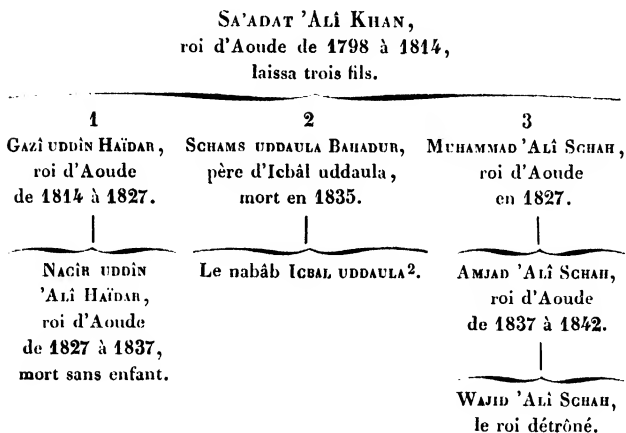 SA'ADAT 'ALÎ KHAN,
roi d'Aoude de 1798 à 1814,
laissa trois fils.
1
GAZÎ UDDÎN HAÏDAR,
roi d'Aoude
de 1814 à 1827.
NACÎR UDDÎN
'ALÎ HAÏDAR,
roi d'Aoude
de 1827 à 1837,
mort sans enfant.
2
SCHAMS UDDAULA BAHADUR,
père d'Icbâl uddaula,
mort en 1835.
Le nabâb ICBAL UDDAULA².
3
MUHAMMAD 'ALÎ SCHAH,
roi d'Aoude
en 1827.
AMJAD 'ALÎ SCHAH,
roi d'Aoude
de 1837 à 1842.
WAJID 'ALÎ SCHAH,
le roi détrôné.